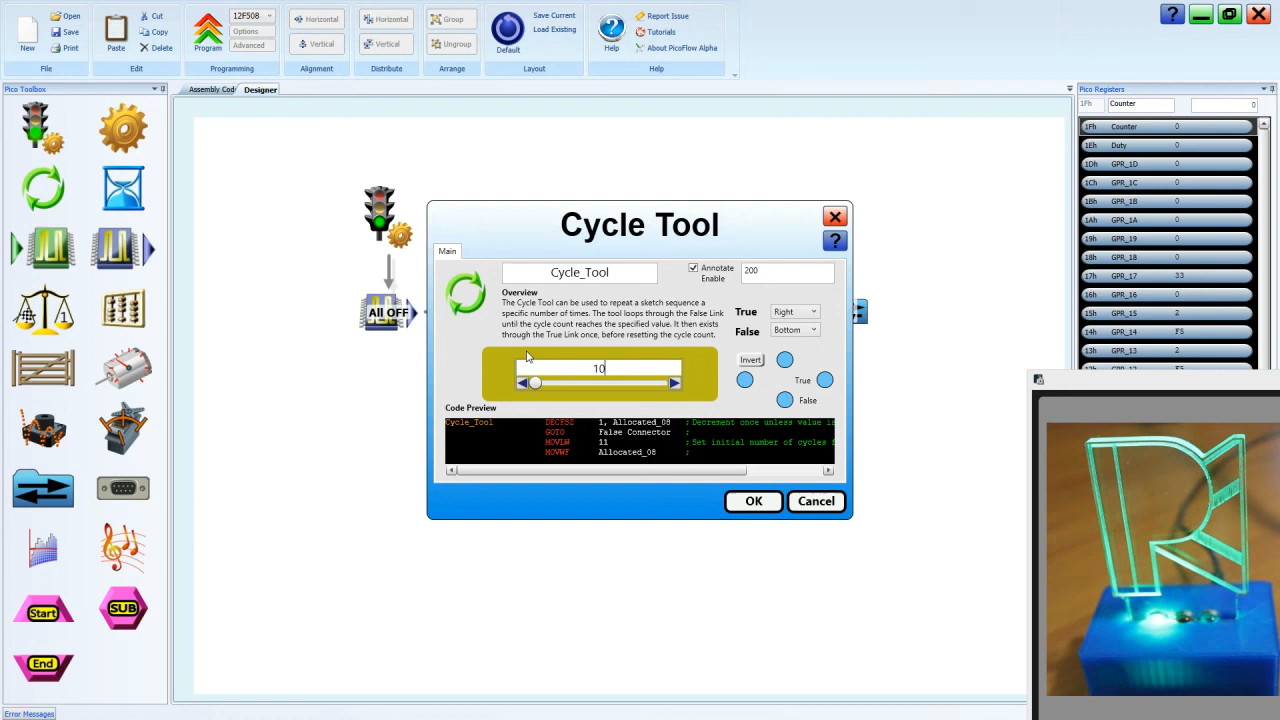 New
Open
Save
Print
File
Paste
Cut
Copy
Delete
Edit
Program
12F508
Options
Advanced
Programming
Horizontal
Vertical
Alignment
Horizontal
Vertical
Distribute
Group
Ungroup
Arrange
Default
Save Current
Load Existing
Layout
Help
Report Issue
Tutorials
About PicoFlow Alpha
Help
?
Pico Toolbox
Assembly Cod
Designer
Start
SUB
End
Error Messages
All OFF
Cycle Tool
?
Main
Cycle_Tool
Annotate
Enable
200
Overview
The Cycle Tool can be used to repeat a sketch sequence a
specific number of times. The tool loops through the False Link
until the cycle count reaches the specified value. It then exists
through the True Link once, before resetting the cycle count.
True Right
False Bottom
10
Invert
True
False
Code Preview
Cycle_Tool DECFSZ 1, Allocated_08 ; Decrement once unless value is
GOTO False Connector ;
MOVLW 11 ; Set initial number of cycles
MOVWF Allocated_08 ;
OK
Cancel
Pico Registers
1Fh Counter 0
1Fh Counter 0
1Eh Duty 0
1Dh GPR_1D 0
1Ch GPR_1C 0
1Bh GPR_1B 0
1Ah GPR_1A 0
19h GPR_19 0
18h GPR_18 0
17h GPR_17 33
16h GPR_16 0
15h GPR_15 2
14h GPR_14 F5
13h GPR_13 2